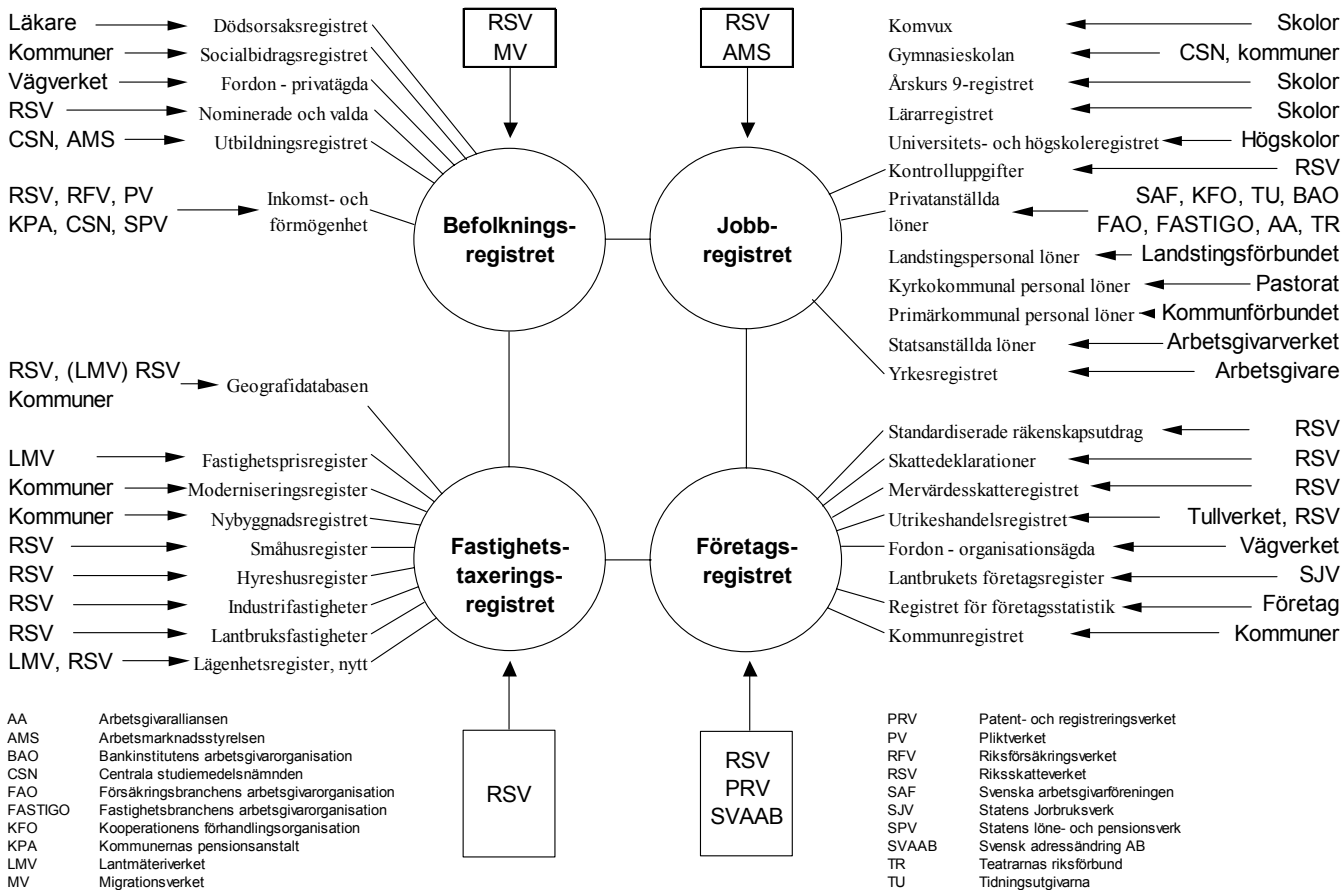 Läkare
Dödsorsaksregistret
Kommuner
Socialbidragsregistret
Vägverket
Fordon - privatägda
RSV
Nominerade och valda
CSN, AMS
Utbildningsregistret
RSV, RFV, PV
KPA, CSN, SPV
Inkomst- och
förmögenhet
RSV
MV
Befolknings-
registret
RSV
AMS
Jobb-
registret
Komvux
Skolor
Gymnasieskolan
CSN, kommuner
Årskurs 9-registret
Skolor
Lärarregistret
Skolor
Universitets- och högskoleregistret
Högskolor
Kontrolluppgifter
RSV
Privatanställda
löner
SAF, KFO, TU, BAO
FAO, FASTIGO, AA, TR
Landstingspersonal löner
Landstingsförbundet
Kyrkokommunal personal löner
Pastorat
Primärkommunal personal löner
Kommunförbundet
Statsanställda löner
Arbetsgivarverket
Yrkesregistret
Arbetsgivare
RSV, (LMV) RSV
Kommuner
Geografidatabasen
LMV
Fastighetsprisregister
Kommuner
Moderniseringsregister
Kommuner
Nybyggnadsregistret
RSV
Småhusregister
RSV
Hyreshusregister
RSV
Industrifastigheter
RSV
Lantbruksfastigheter
LMV, RSV
Lägenhetsregister, nytt
Fastighets-
taxerings-
registret
RSV
Företags-
registret
RSV
PRV
SVAAB
Standardiserade räkenskapsutdrag
RSV
Skattedeklarationer
RSV
Mervärdesskatteregistret
RSV
Utrikeshandelsregistret
Tullverket, RSV
Fordon - organisationsägda
Vägverket
Lantbrukets företagsregister
SJV
Registret för företagsstatistik
Företag
Kommunregistret
Kommuner
AA Arbetsgivaralliansen
AMS Arbetsmarknadsstyrelsen
BAO Bankinstitutens arbetsgivarorganisation
CSN Centrala studiemedelsnämnden
FAO Försäkringsbranchens arbetsgivarorganisation
FASTIGO Fastighetsbranchens arbetsgivarorganisation
KFO Kooperationens förhandlingsorganisation
KPA Kommunernas pensionsanstalt
LMV Lantmäteriverket
MV Migrationsverket
PRV Patent- och registreringsverket
PV Pliktverket
RFV Riksförsäkringsverket
RSV Riksskatteverket
SAF Svenska arbetsgivarföreningen
SJV Statens Jorbruksverk
SPV Statens löne- och pensionsverk
SVAAB Svensk adressändring AB
TR Teatrarnas riksförbund
TU Tidningsutgivarna